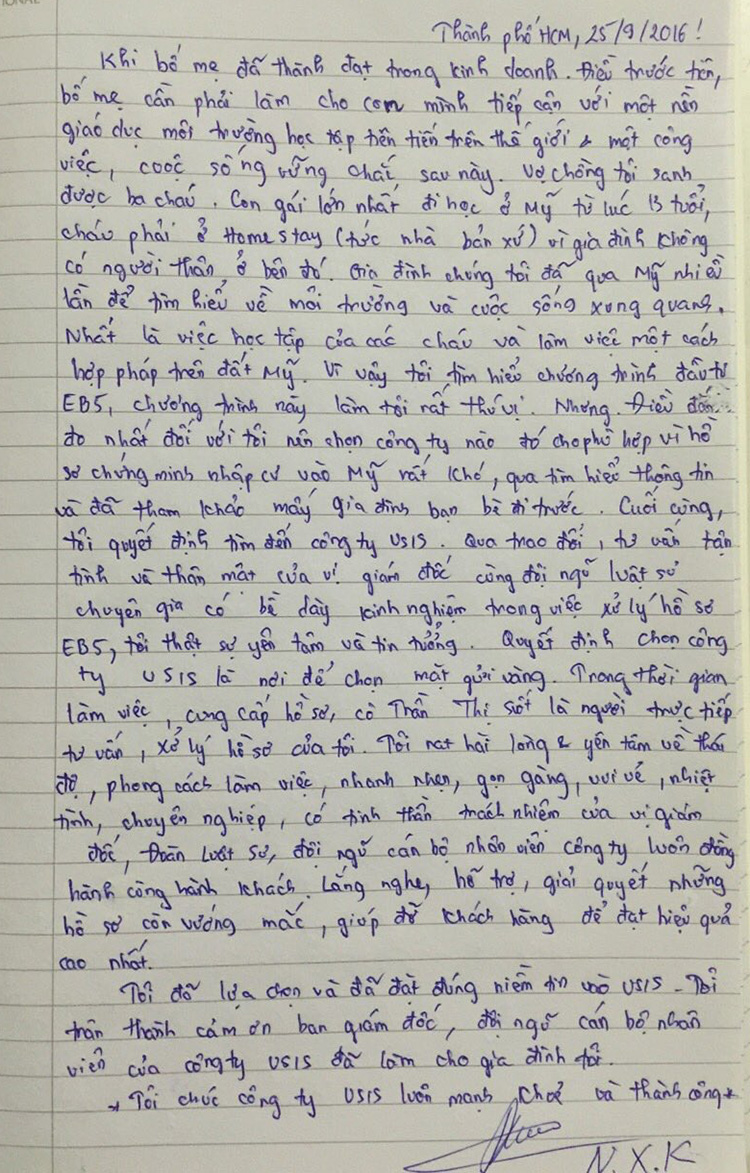 Thành phố HCM, 25/9/2016!
Khi bố mẹ đã thành đạt trong kinh doanh. Điều trước tiên,
bố mẹ cần phải làm cho con mình tiếp cận với một nền
giáo dục môi trường học tập tiên tiến trên thế giới & một công
việc, cuộc sống vững chắc sau này. Vợ chồng tôi sanh
được ba cháu. Con gái lớn nhất đi học ở Mỹ từ lúc 13 tuổi,
cháu phải ở Homestay (tức nhà bản xứ) vì gia đình không
có người thân ở bên đó. Gia đình chúng tôi đã qua Mỹ nhiều
lần để tìm hiểu về môi trường và cuộc sống xung quang.
Nhất là việc học tập của các cháu và làm việc một cách
hợp pháp trên đất Mỹ. Vì vậy tôi tìm hiểu chương trình đầu tư
EB5, chương trình này làm tôi rất thú vị. Nhưng. Điều đắn
đo nhất đối với tôi nên chọn công ty nào đó cho phù hợp vì hồ
sơ chứng minh nhập cư vào Mỹ rất khó, qua tìm hiểu thông tin
và đã tham khảo mấy gia đình bạn bè đi trước. Cuối cùng,
tôi quyết định tìm đến công ty USIS. Qua trao đổi, tư vấn tận
tình và thân mật của vị giám đốc cùng đội ngũ luật sư
chuyên gia có bề dày kinh nghiệm trong việc xử lý hồ sơ
EB5, tôi thật sự yên tâm và tin tưởng. Quyết định chọn công
ty USIS là nơi để chọn mặt gửi vàng. Trong thời gian
làm việc, cung cấp hồ sơ, cô Trần Thị Sốt là người trực tiếp
tư vấn, xử lý hồ sơ của tôi. Tôi rất hài lòng & yên tâm về thái
độ, phong cách làm việc, nhanh nhẹn, gọn gàng, vui vẻ, nhiệt
tình, chuyên nghiệp, có tinh thần trách nhiệm của vị giám
đốc, Đoàn luật sư, đội ngũ cán bộ nhân viên công ty luôn đồng
hành cùng hành khách. Lắng nghe, hỗ trợ, giải quyết những
hồ sơ còn vướng mắc, giúp đỡ khách hàng để đạt hiệu quả
cao nhất.
Tôi đã lựa chọn và đã đặt đúng niềm tin vào USIS. Tôi
trân thành cảm ơn ban giám đốc, đội ngũ cán bộ nhân
viên của công ty USIS đã làm cho gia đình tôi.
* Tôi chúc công ty USIS luôn mạnh khoẻ và thành công *
N.X.K